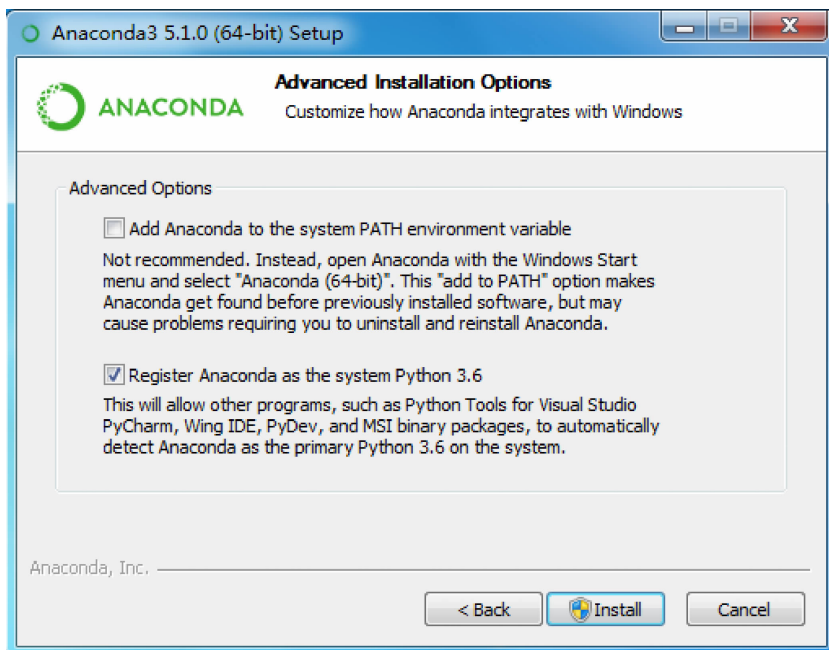 Anaconda3 5.1.0 (64-bit) Setup
Advanced Installation Options
ANACONDA
Customize how Anaconda integrates with Windows
Advanced Options
Add Anaconda to the system PATH environment variable
Not recommended. Instead, open Anaconda with the Windows Start
menu and select "Anaconda (64-bit)". This "add to PATH" option makes
Anaconda get found before previously installed software, but may
cause problems requiring you to uninstall and reinstall Anaconda.
Register Anaconda as the system Python 3.6
This will allow other programs, such as Python Tools for Visual Studio
PyCharm, Wing IDE, PyDev, and MSI binary packages, to automatically
detect Anaconda as the primary Python 3.6 on the system.
Anaconda, Inc.
< Back
Install
Cancel